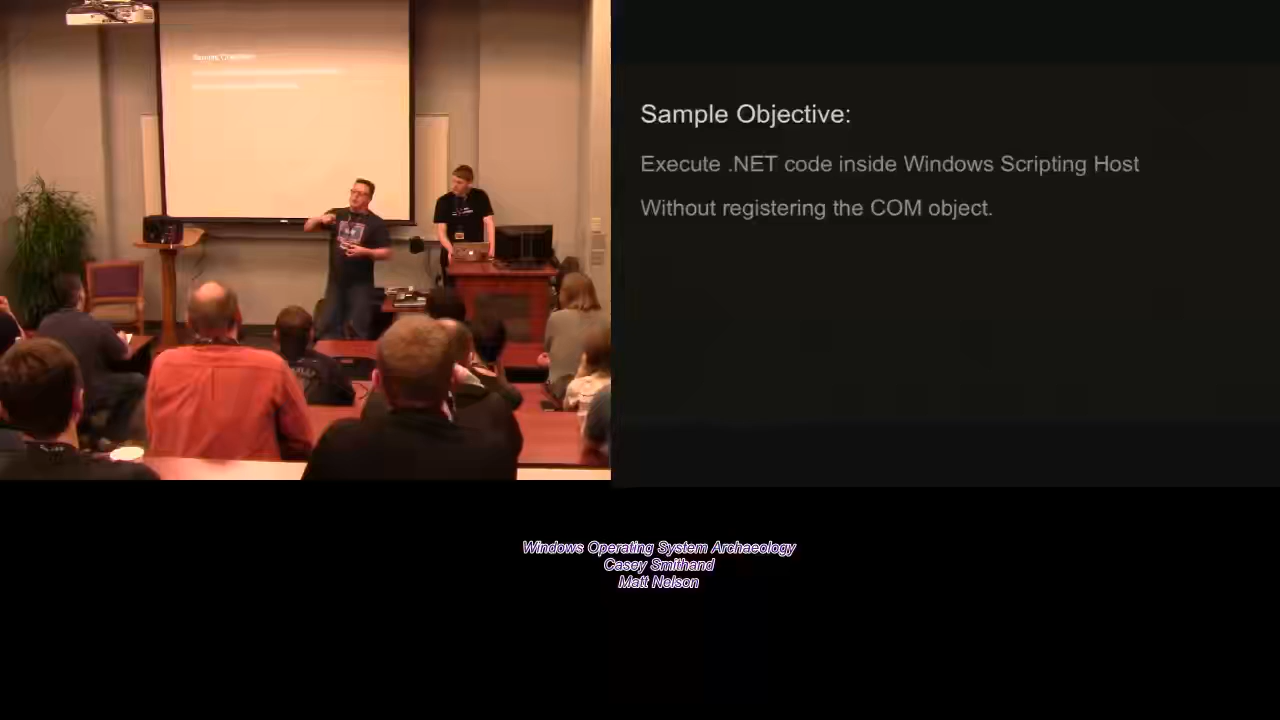 Sample Objective:
Execute .NET code inside Windows Scripting Host
Without registering the COM object.
Windows Operating System Archaeology
Casey Smithand
Matt Nelson